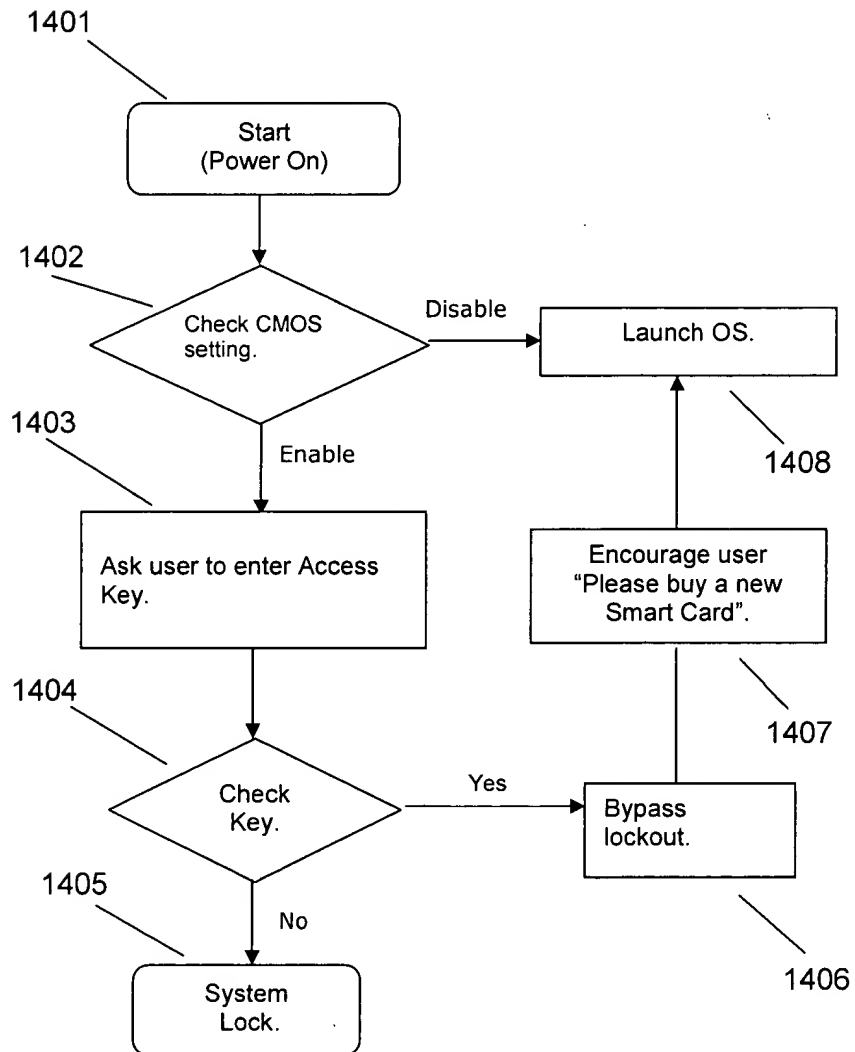 1401
Start
(Power On)
1402
Check CMOS
setting.
Disable
Launch OS.
1408
1403
Enable
Ask user to enter Access
Key.
Encourage user
“Please buy a new
Smart Card”.
1407
1404
Check
Key.
Yes
Bypass
lockout.
1406
1405
No
System
Lock.